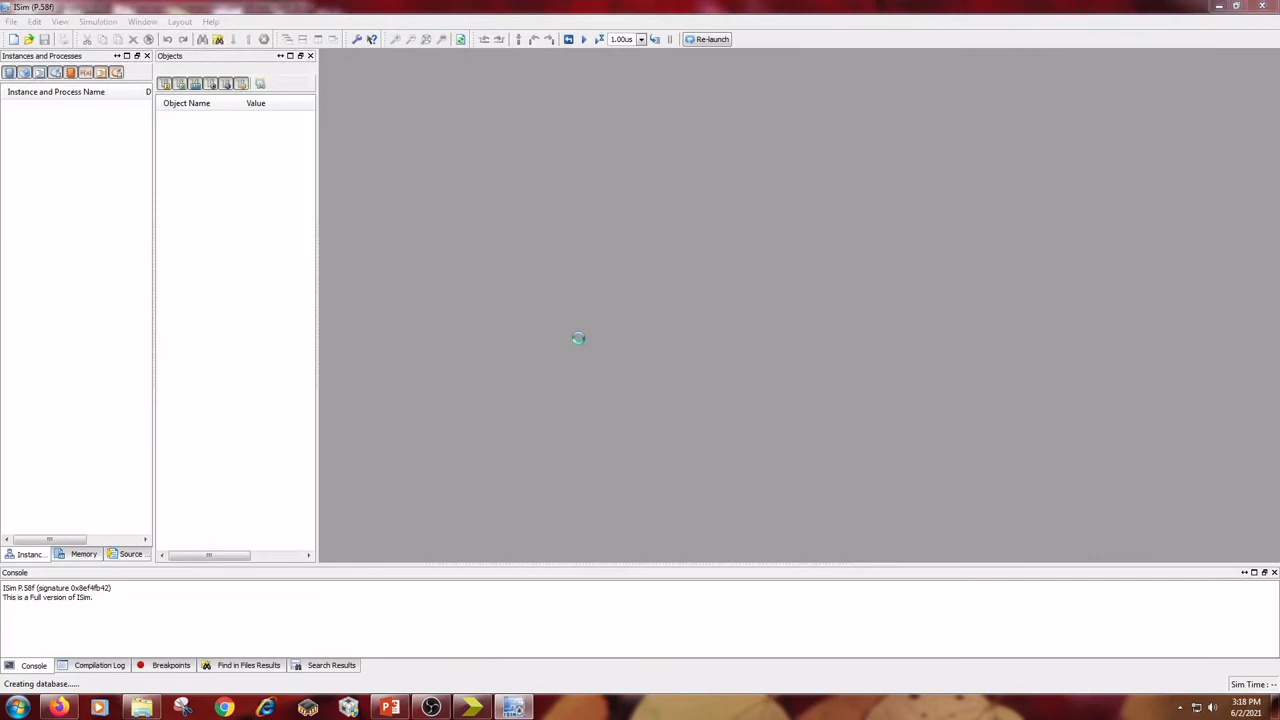 ISim (P.58f)
File Edit View Simulation Window Layout Help
1.00us Re-launch
Instances and Processes Objects
Instance and Process Name D
Object Name Value
Instanc... Memory Source ...
Console
ISim P.58f (signature 0x8ef4fb42)
This is a Full version of ISim.
Console Compilation Log Breakpoints Find in Files Results Search Results
Creating database...... Sim Time : --
3:18 PM
6/2/2021